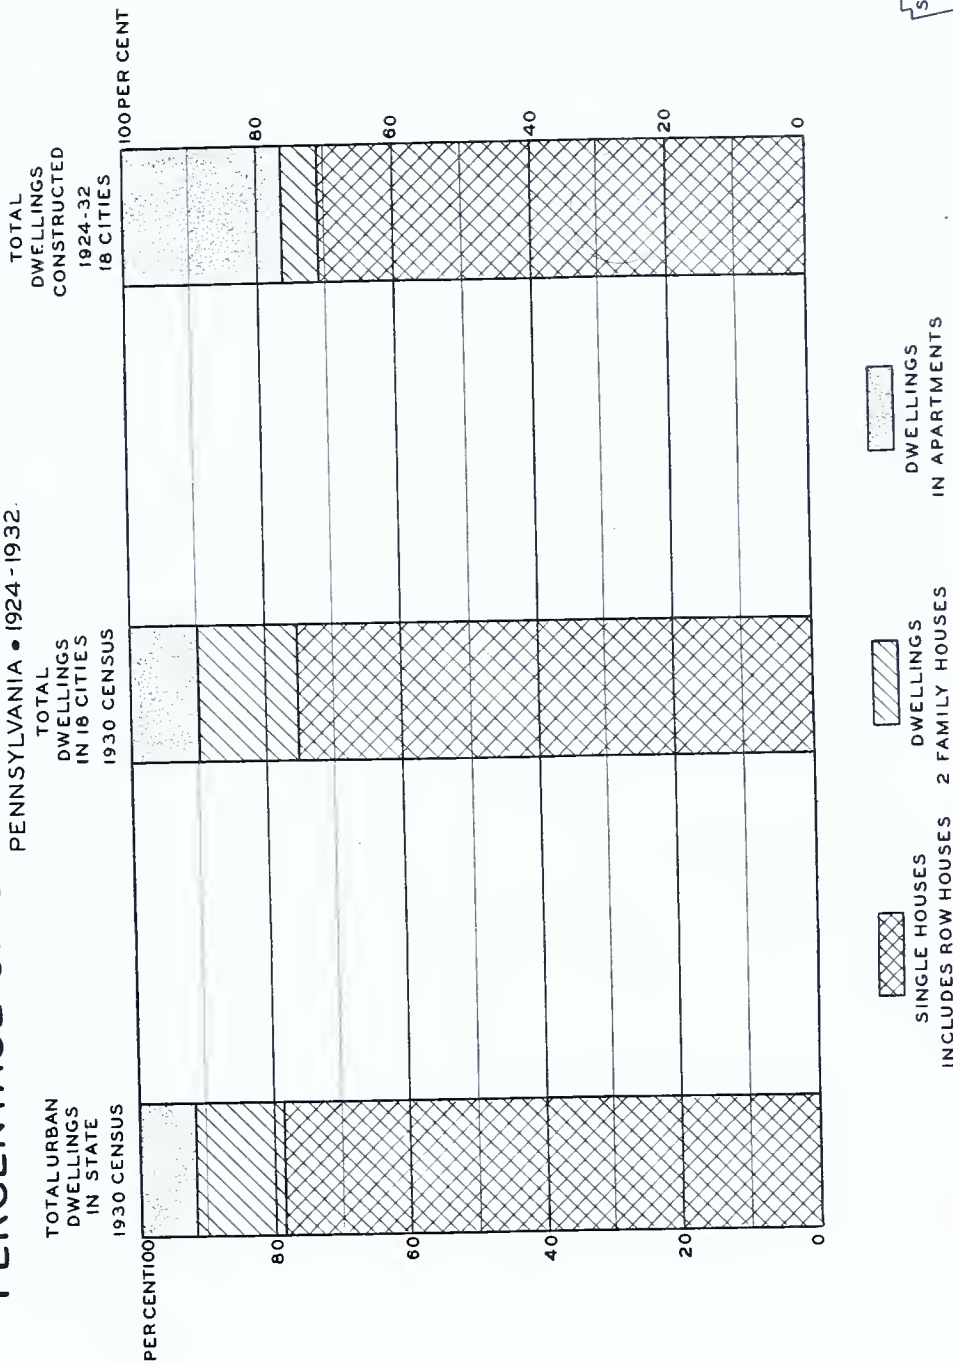 PENNSYLVANIA • 1924-1932
TOTAL URBAN
DWELLINGS
IN STATE
1930 CENSUS
TOTAL
DWELLINGS
IN 18 CITIES
1930 CENSUS
TOTAL
DWELLINGS
CONSTRUCTED
1924-32
18 CITIES
PER CENT 100
80
60
40
20
0
100 PER CENT
80
60
40
20
0
SINGLE HOUSES
INCLUDES ROW HOUSES
DWELLINGS
2 FAMILY HOUSES
DWELLINGS
IN APARTMENTS